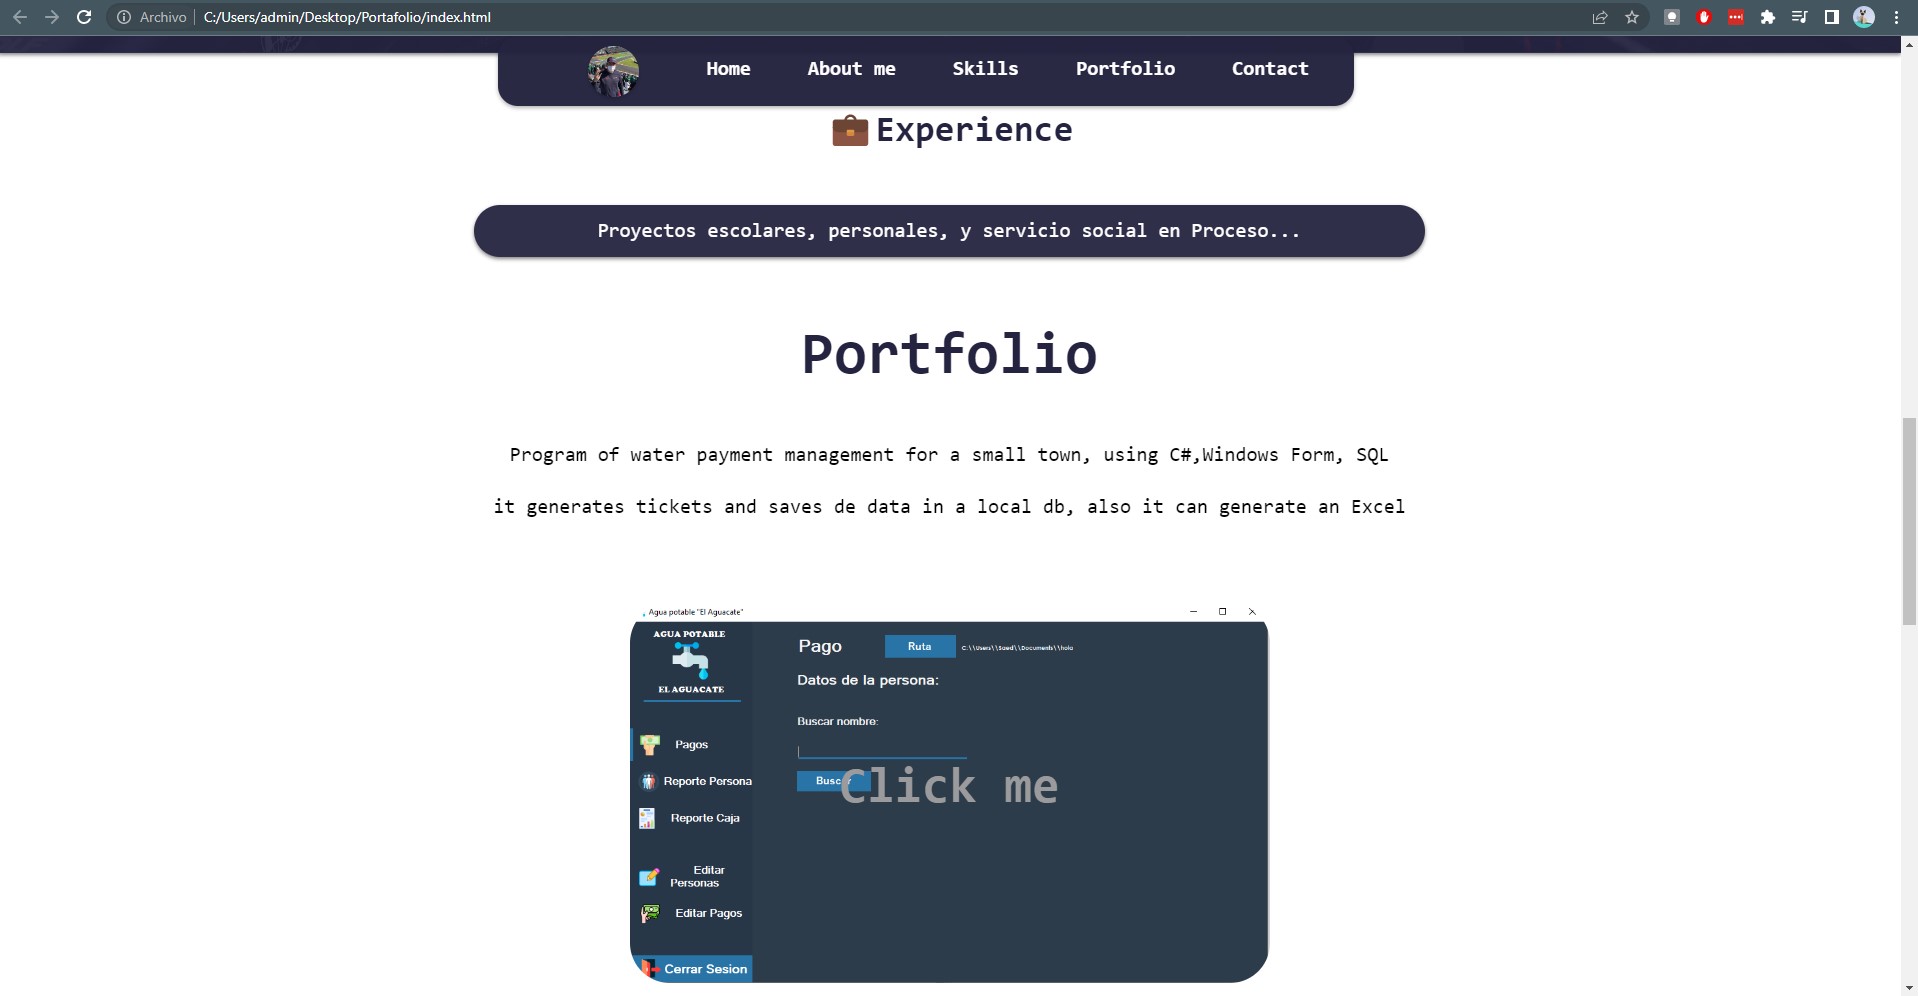 Archivo
C:/Users/admin/Desktop/Portafolio/index.html
Home About me Skills Portfolio Contact
Experience
Proyectos escolares, personales, y servicio social en Proceso...
Portfolio
Program of water payment management for a small town, using C#,Windows Form, SQL
it generates tickets and saves de data in a local db, also it can generate an Excel
Agua potable "El Aguacate"
AGUA POTABLE
EL AGUACATE
Pagos
Reporte Persona
Reporte Caja
Editar
Personas
Editar Pagos
Cerrar Sesion
Pago
Ruta
C:\\Users\\Saed\\Documents\\hola
Datos de la persona:
Buscar nombre:
Buscar
Click me